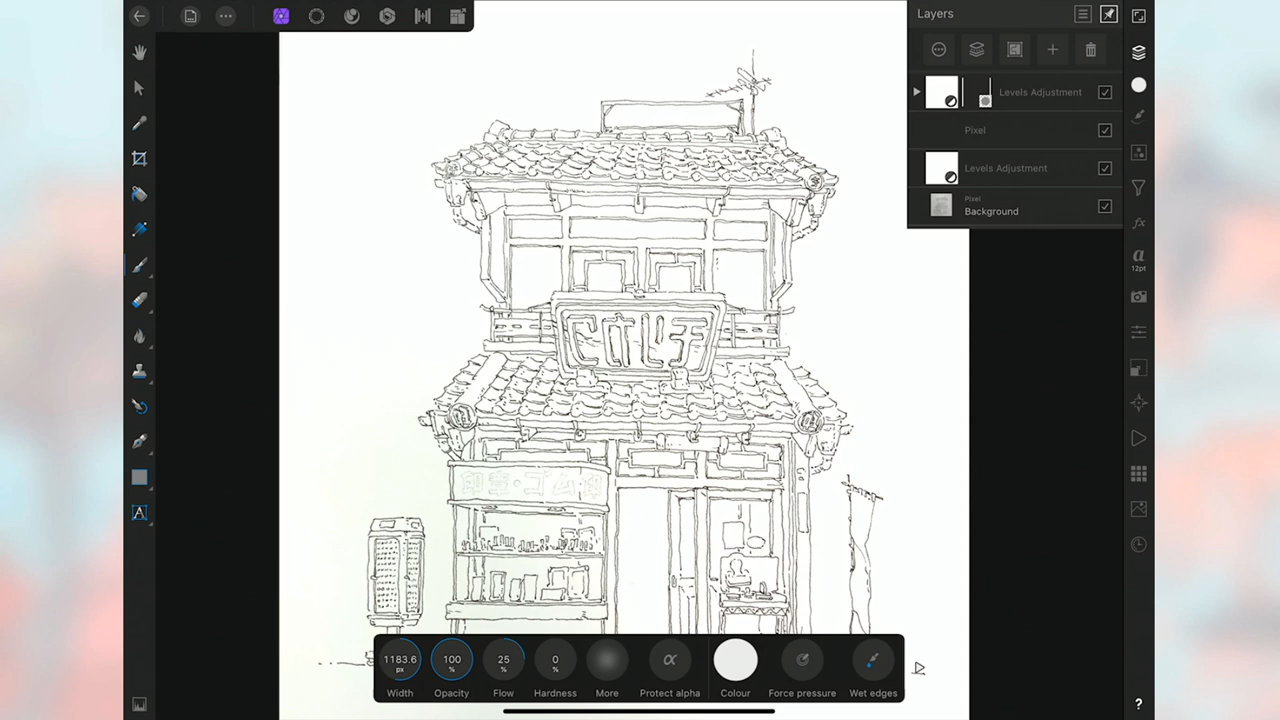 Layers
Levels Adjustment
Pixel
Levels Adjustment
Pixel
Background
a
12pt
A
1183.6
px
100
%
25
%
0
%
α
Width
Opacity
Flow
Hardness
More
Protect alpha
Colour
Force pressure
Wet edges
?